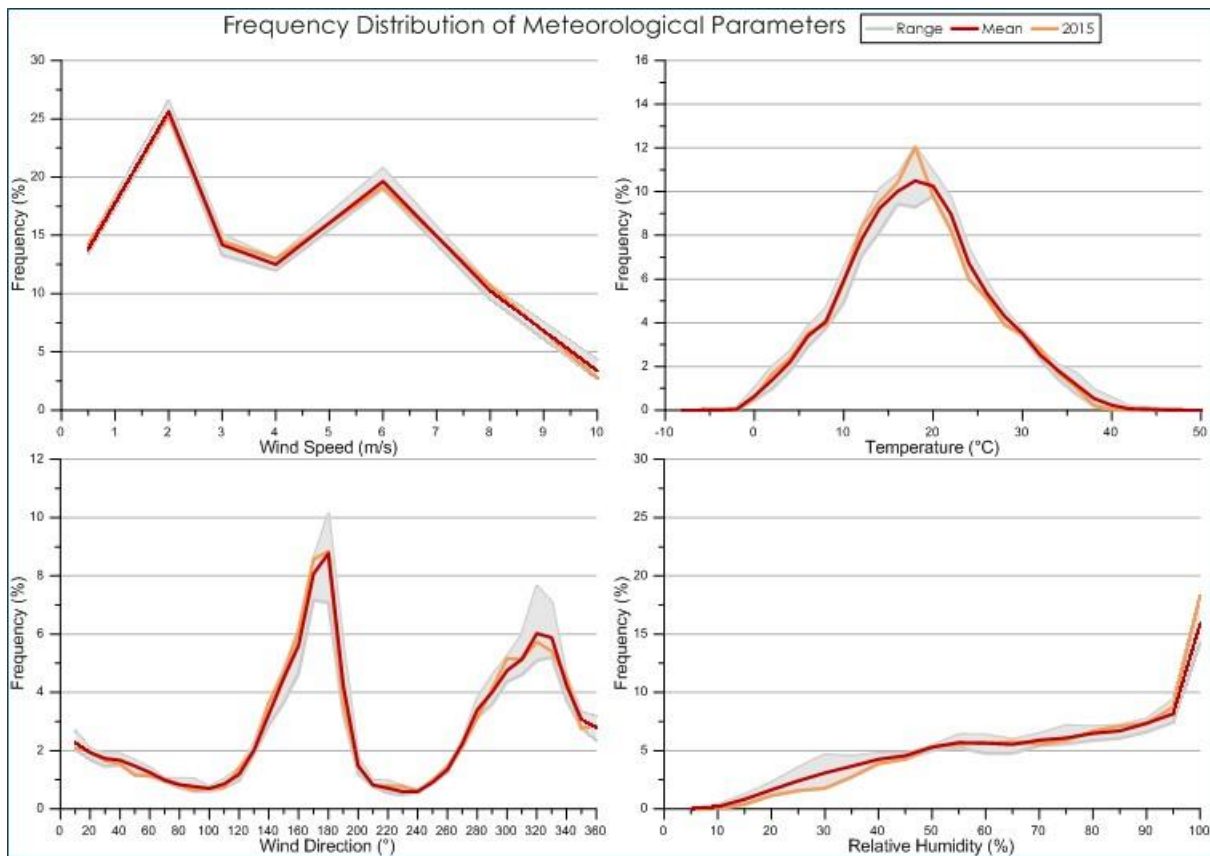 Frequency Distribution of Meteorological Parameters
Range Mean 2015
30
25
20
15
10
5
0
Frequency (%)
0 1 2 3 4 5 6 7 8 9 10
Wind Speed (m/s)
16
14
12
10
8
6
4
2
0
Frequency (%)
-10 0 10 20 30 40 50
Temperature (°C)
12
10
8
6
4
2
0
Frequency (%)
0 20 40 60 80 100 120 140 160 180 200 220 240 260 280 300 320 340 360
Wind Direction (°)
30
25
20
15
10
5
0
Frequency (%)
0 10 20 30 40 50 60 70 80 90 100
Relative Humidity (%)